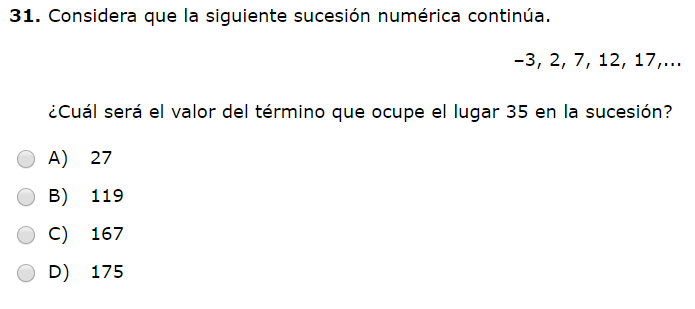 31. Considera que la siguiente sucesión numérica continúa.
–3, 2, 7, 12, 17,...
¿Cuál será el valor del término que ocupe el lugar 35 en la sucesión?
A) 27
B) 119
C) 167
D) 175